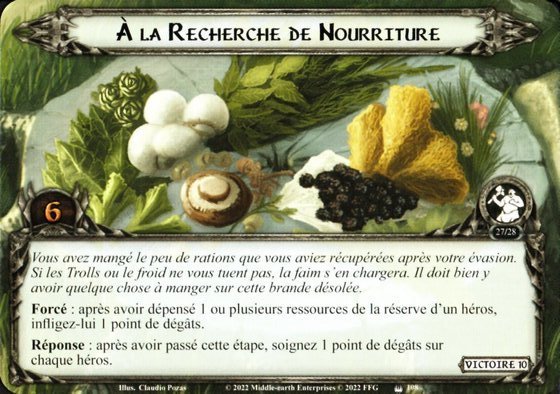 À la Recherche de Nourriture
6
27/28
Vous avez mangé le peu de rations que vous aviez récupérées après votre évasion.
Si les Trolls ou le froid ne vous tuent pas, la faim s'en chargera. Il doit bien y
avoir quelque chose à manger sur cette brande désolée.
Forcé : après avoir dépensé 1 ou plusieurs ressources de la réserve d'un héros,
infligez-lui 1 point de dégâts.
Réponse : après avoir passé cette étape, soignez 1 point de dégâts sur
chaque héros.
VICTOIRE 10
Illus. Claudio Pozas © 2022 Middle-earth Enterprises © 2022 FFG 108